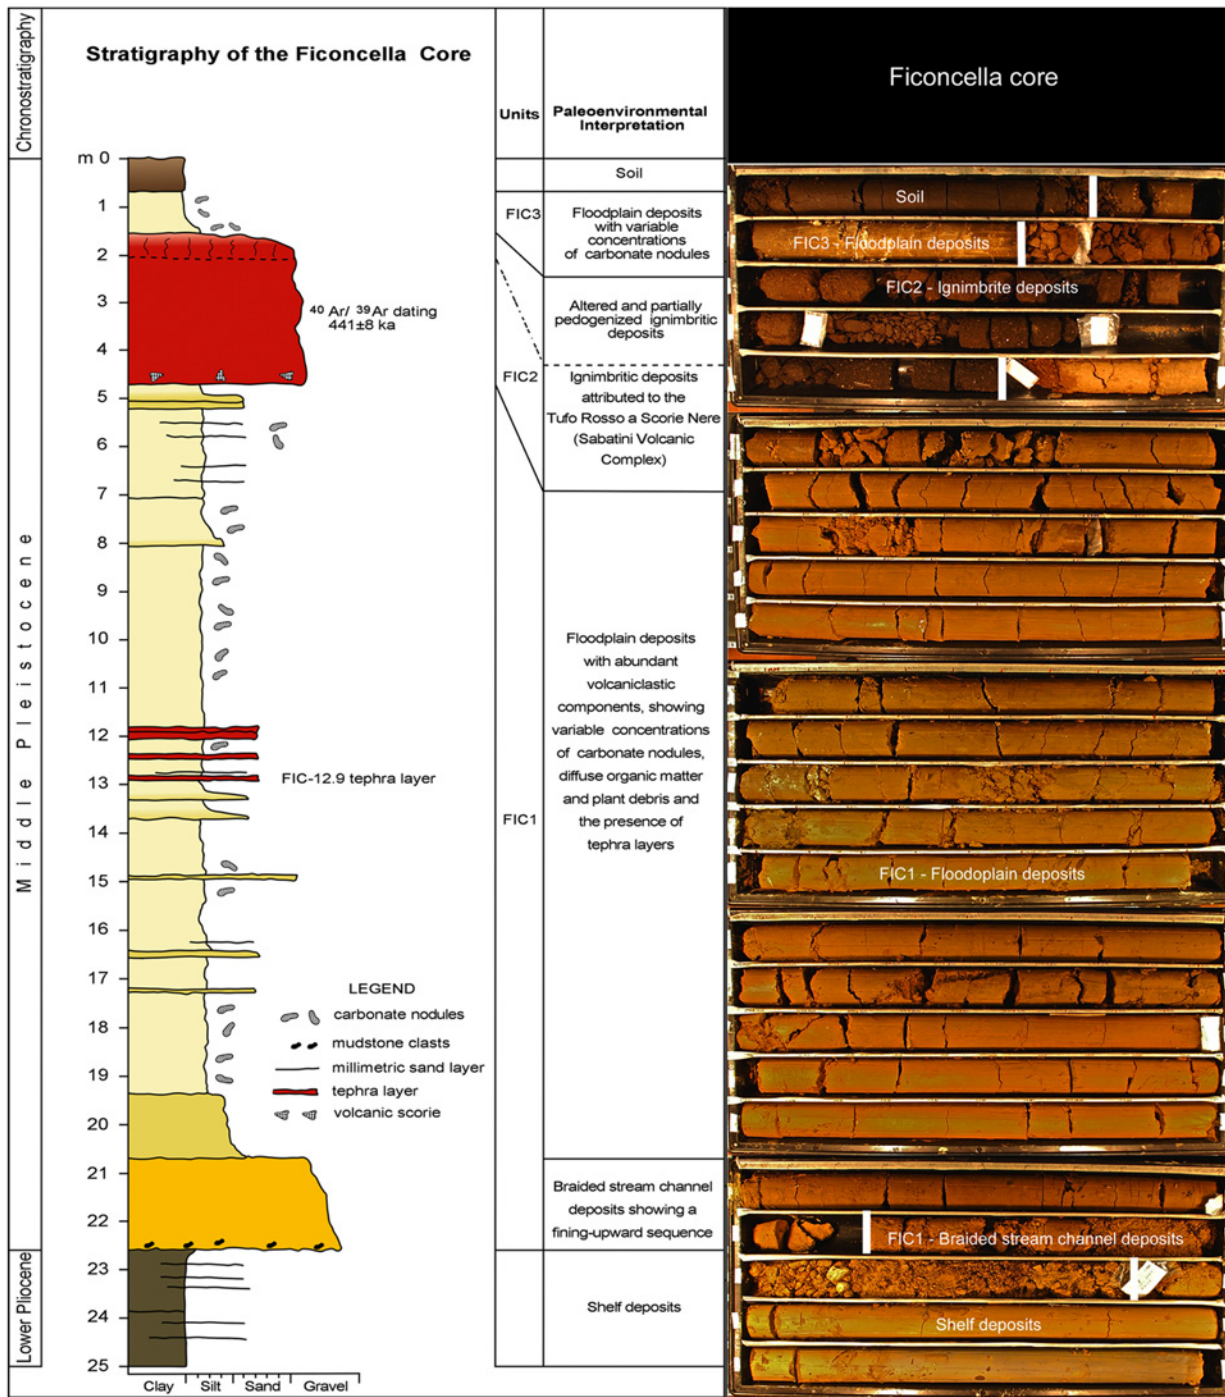 Chronostratigraphy
Stratigraphy of the Ficoncella Core
Units
Paleoenvironmental
Interpretation
Ficoncella core
m 0
1
2
3
4
5
6
7
8
9
10
11
12
13
14
15
16
17
18
19
20
21
22
23
24
25
Middle Pleistocene
Lower Pliocene
40 Ar/ 39 Ar dating
441±8 ka
FIC-12.9 tephra layer
LEGEND
carbonate nodules
mudstone clasts
millimetric sand layer
tephra layer
volcanic scorie
Clay
Silt
Sand
Gravel
FIC3
FIC2
FIC1
Soil
Floodplain deposits
with variable
concentrations
of carbonate nodules
Altered and partially
pedogenized ignimbritic
deposits
Ignimbritic deposits
attributed to the
Tufo Rosso a Scorie Nere
(Sabatini Volcanic
Complex)
Floodplain deposits
with abundant
volcaniclastic
components, showing
variable concentrations
of carbonate nodules,
diffuse organic matter
and plant debris and
the presence of
tephra layers
Braided stream channel
deposits showing a
fining-upward sequence
Shelf deposits
Soil
FIC3 - Floodplain deposits
FIC2 - Ignimbrite deposits
FIC1 - Floodoplain deposits
FIC1 - Braided stream channel deposits
Shelf deposits